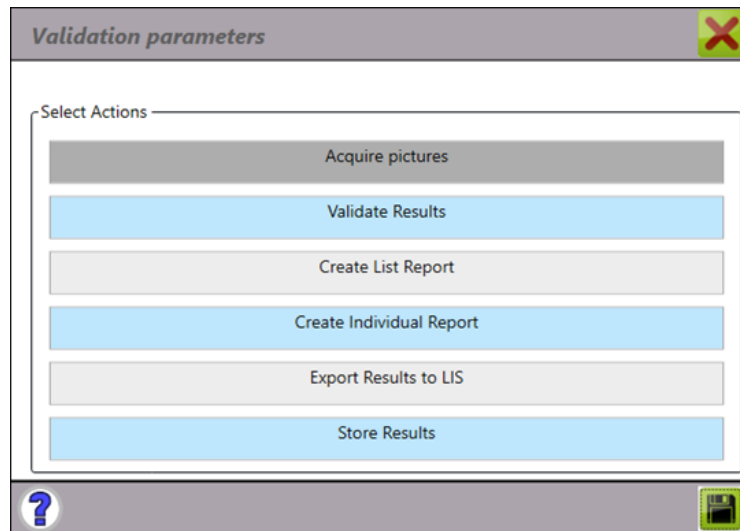 Validation parameters
Select Actions
Acquire pictures
Validate Results
Create List Report
Create Individual Report
Export Results to LIS
Store Results
?